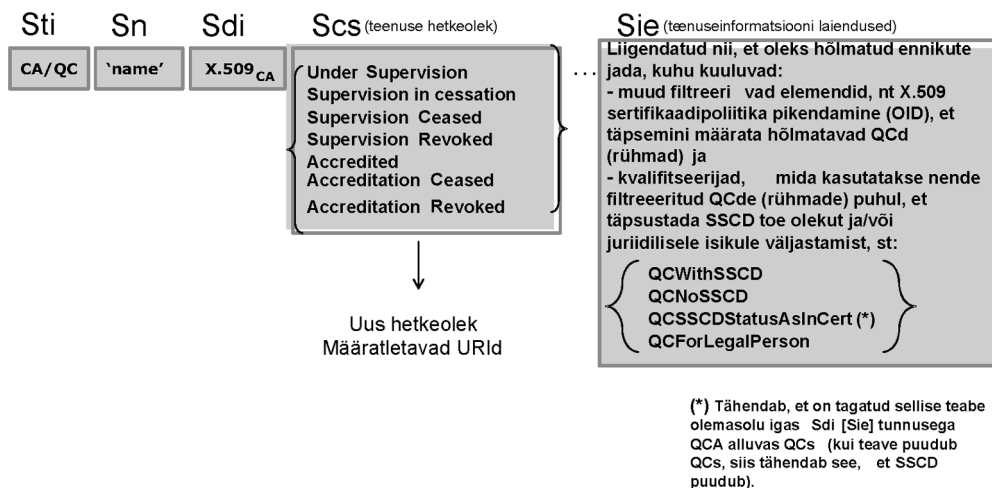 Sti Sn Sdi Scs (teenuse hetkeolek) Sie (teenuseinformatsiooni laiendused)
CA/QC 'name' X.509CA
Under Supervision
Supervision in cessation
Supervision Ceased
Supervision Revoked
Accredited
Accreditation Ceased
Accreditation Revoked
...
Liigendatud nii, et oleks hõlmatud ennikute
jada, kuhu kuuluvad:
- muud filtreeri vad elemendid, nt X.509
sertifikaadipoliitika pikendamine (OID), et
täpsemini määrata hõlmatavad QCd
(rühmad) ja
- kvalifitseerijad, mida kasutatakse nende
filtreeeritud QCde (rühmade) puhul, et
täpsustada SSCD toe olekut ja/või
juriidilisele isikule väljastamist, st:
QCWithSSCD
QCNoSSCD
QCSSCDStatusAsInCert (*)
QCForLegalPerson
Uus hetkeolek
Määratletavad URId
(*) Tähendab, et on tagatud sellise teabe
olemasolu igas Sdi [Sie] tunnusega
QCA alluvas QCs (kui teave puudub
QCs, siis tähendab see, et SSCD
puudub).